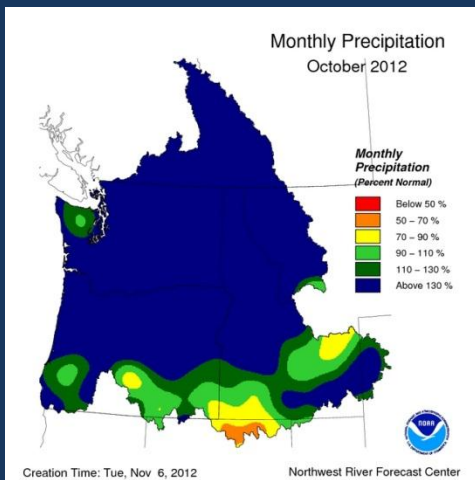 Monthly Precipitation
October 2012
Monthly
Precipitation
(Percent Normal)
Below 50 %
50 – 70 %
70 – 90 %
90 – 110 %
110 – 130 %
Above 130 %
NOAA
Creation Time: Tue, Nov 6, 2012
Northwest River Forecast Center